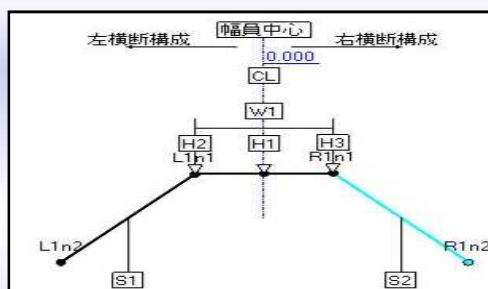 幅員中心
左横断構成 右横断構成
0.000
CL
W1
H2 H1 H3
L1n1 R1n1
L1n2 R1n2
S1 S2